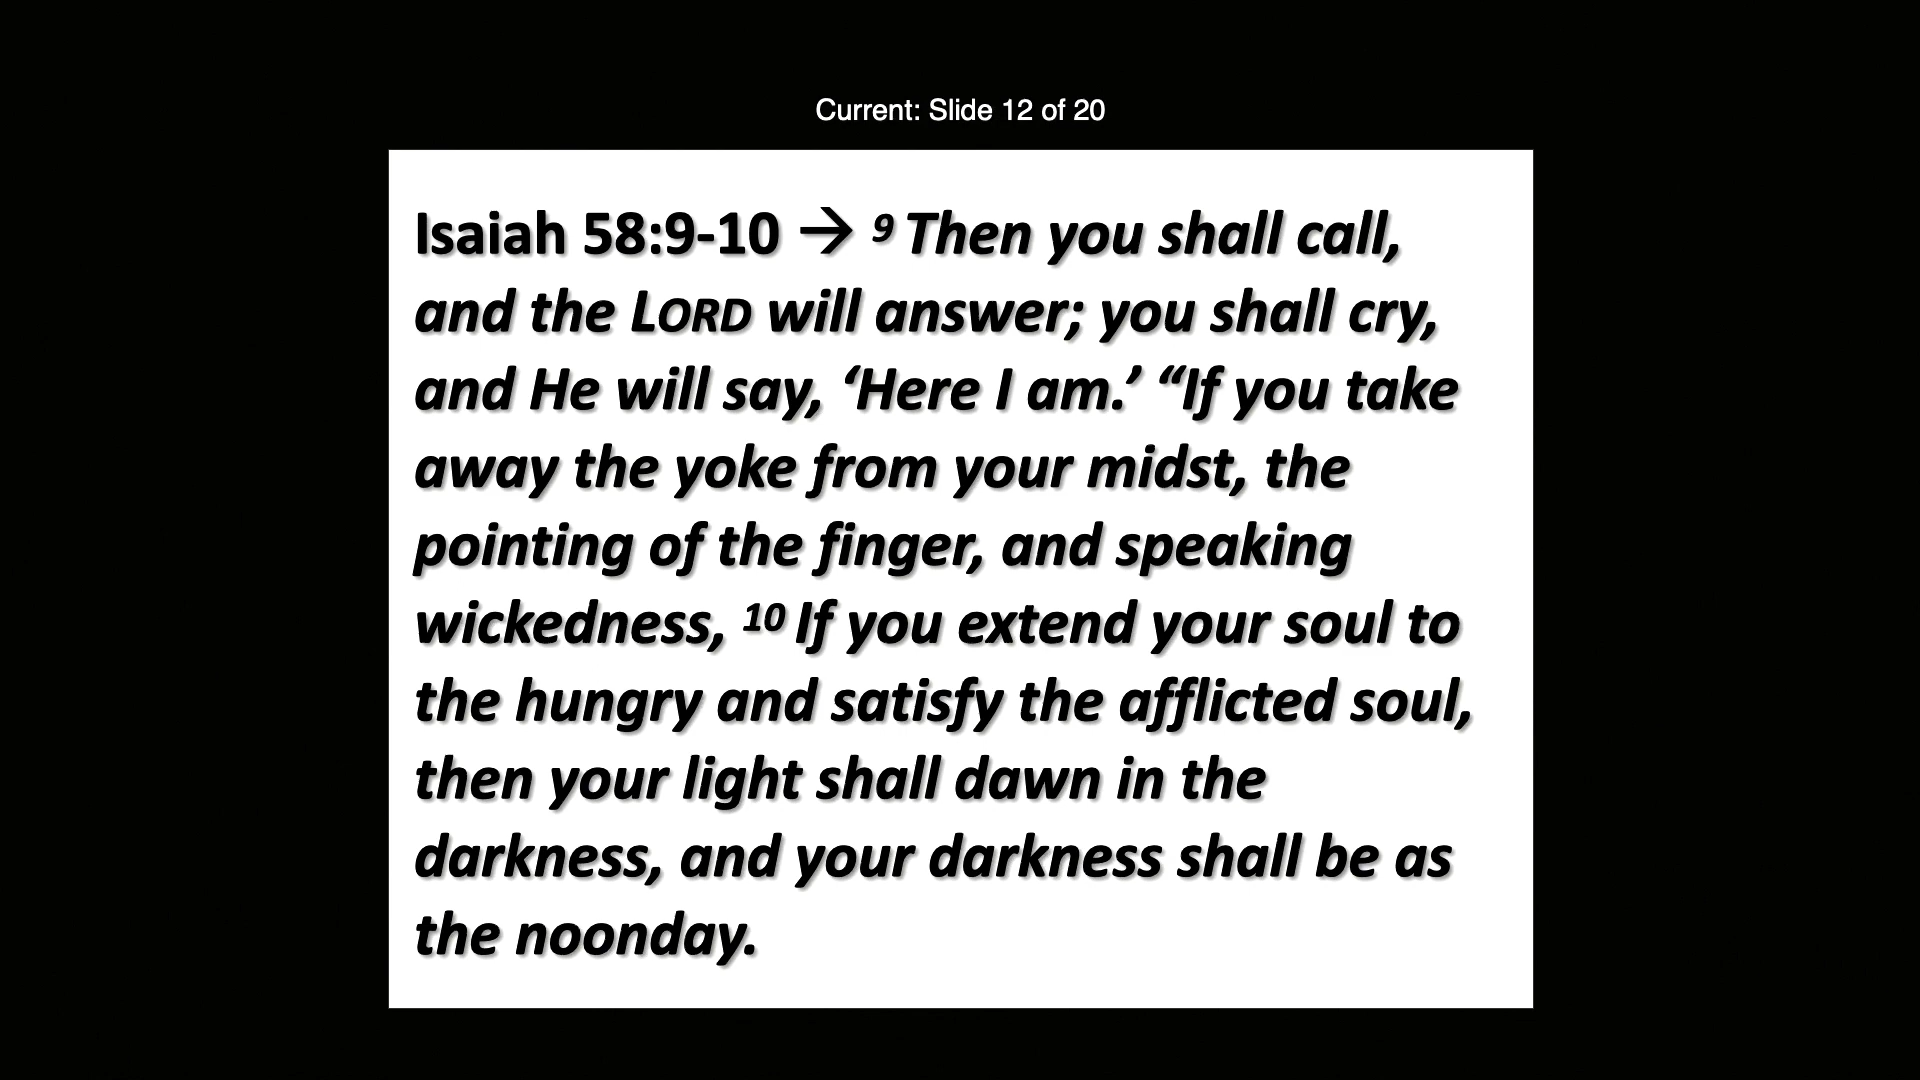 Current: Slide 12 of 20
Isaiah 58:9-10 → ⁹ Then you shall call,
and the LORD will answer; you shall cry,
and He will say, ‘Here I am.’ “If you take
away the yoke from your midst, the
pointing of the finger, and speaking
wickedness, ¹⁰ If you extend your soul to
the hungry and satisfy the afflicted soul,
then your light shall dawn in the
darkness, and your darkness shall be as
the noonday.